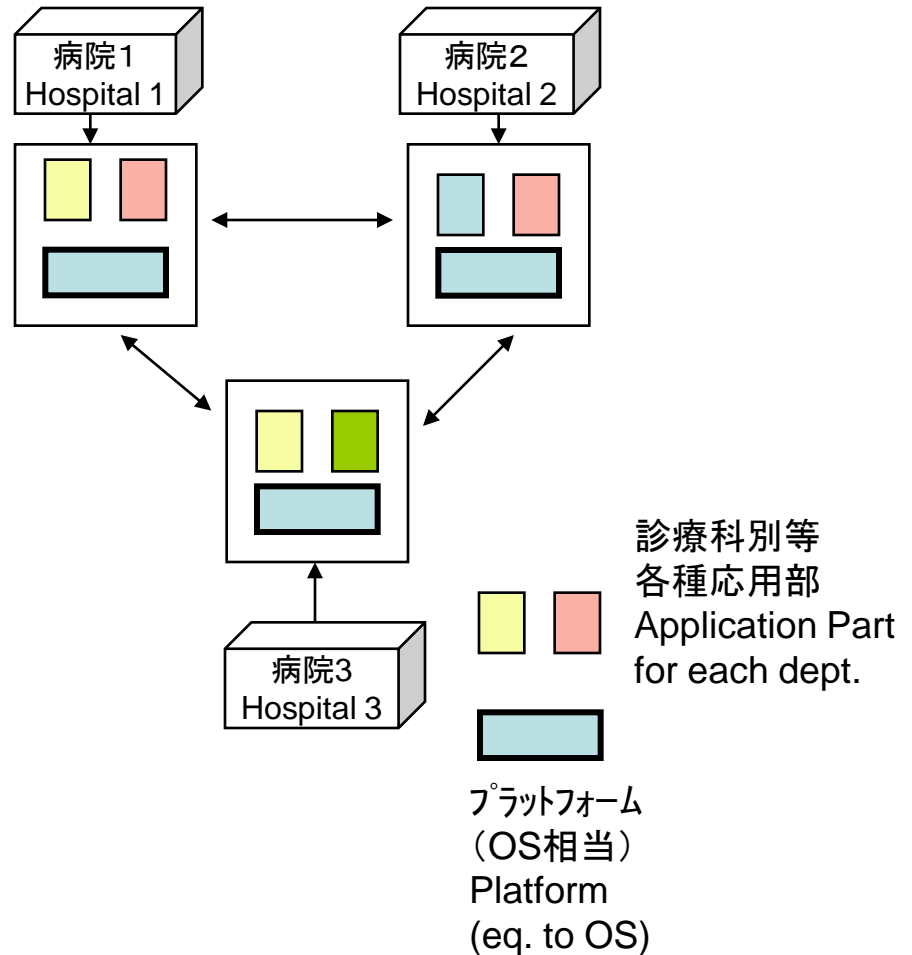 病院１
Hospital 1
病院２
Hospital 2
病院3
Hospital 3
診療科別等
各種応用部
Application Part
for each dept.
ﾌﾟﾗｯﾄﾌｫｰﾑ
（OS相当）
Platform
(eq. to OS)